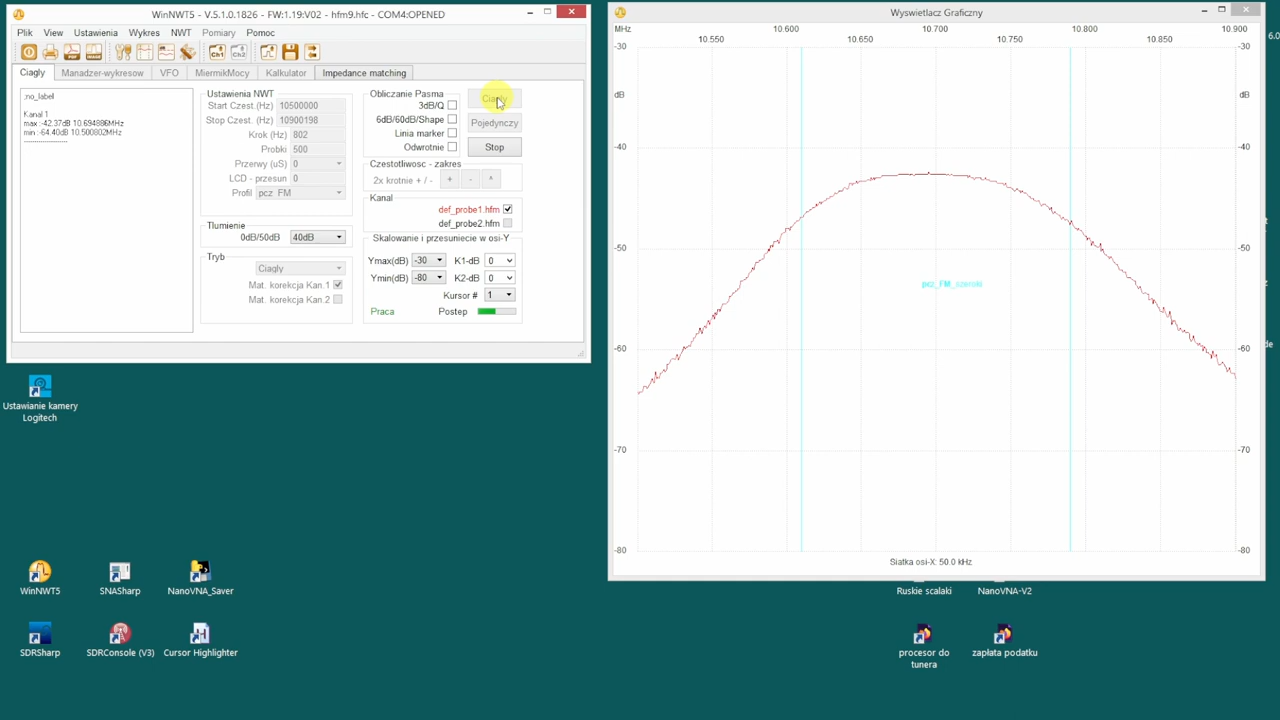 WinNWT5 - V.5.1.0.1826 - FW:1.19:V02 - hfm9.hfc - COM4:OPENED
Plik View Ustawienia Wykres NWT Pomiary Pomoc
Ch1 Ch2
Ciagly Manadzer-wykresow VFO MiermikMocy Kalkulator Impedance matching
;no_label
Kanal 1
max :-42.37dB 10.694886MHz
min :-64.40dB 10.500802MHz
---------------------
Ustawienia NWT
Start Czest.(Hz) 10500000
Stop Czest. (Hz) 10900198
Krok (Hz) 802
Probki 500
Przerwy (uS) 0
LCD - przesun 0
Profil pcz FM
Tlumienie
0dB/50dB 40dB
Tryb
Ciagly
Mat. korekcja Kan 1
Mat. korekcja Kan 2
Obliczanie Pasma
3dB/Q
6dB/60dB/Shape
Linia marker
Odwrotnie
Czestotliwosc - zakres
2x krotnie + / - + - ^
Kanal
def_probe1.hfm
def_probe2.hfm
Skalowanie i przesuniecie w osi-Y
Ymax(dB) -30 K1-dB 0
Ymin(dB) -80 K2-dB 0
Kursor # 1
Praca Postep
Ciagly
Pojedynczy
Stop
Wyswietlacz Graficzny
MHz 10.550 10.600 10.650 10.700 10.750 10.800 10.850 10.900
-30 -30
dB dB
-40 -40
-50 -50
pcz_FM_szeroki
-60 -60
-70 -70
-80 -80
Siatka osi-X: 50.0 kHz
6.0
de
Ustawianie kamery
Logitech
WinNWT5
SNASharp
NanoVNA_Saver
SDRSharp
SDRConsole (V3)
Cursor Highlighter
Ruskie scalaki
NanoVNA-V2
procesor do
tunera
zapłata podatku